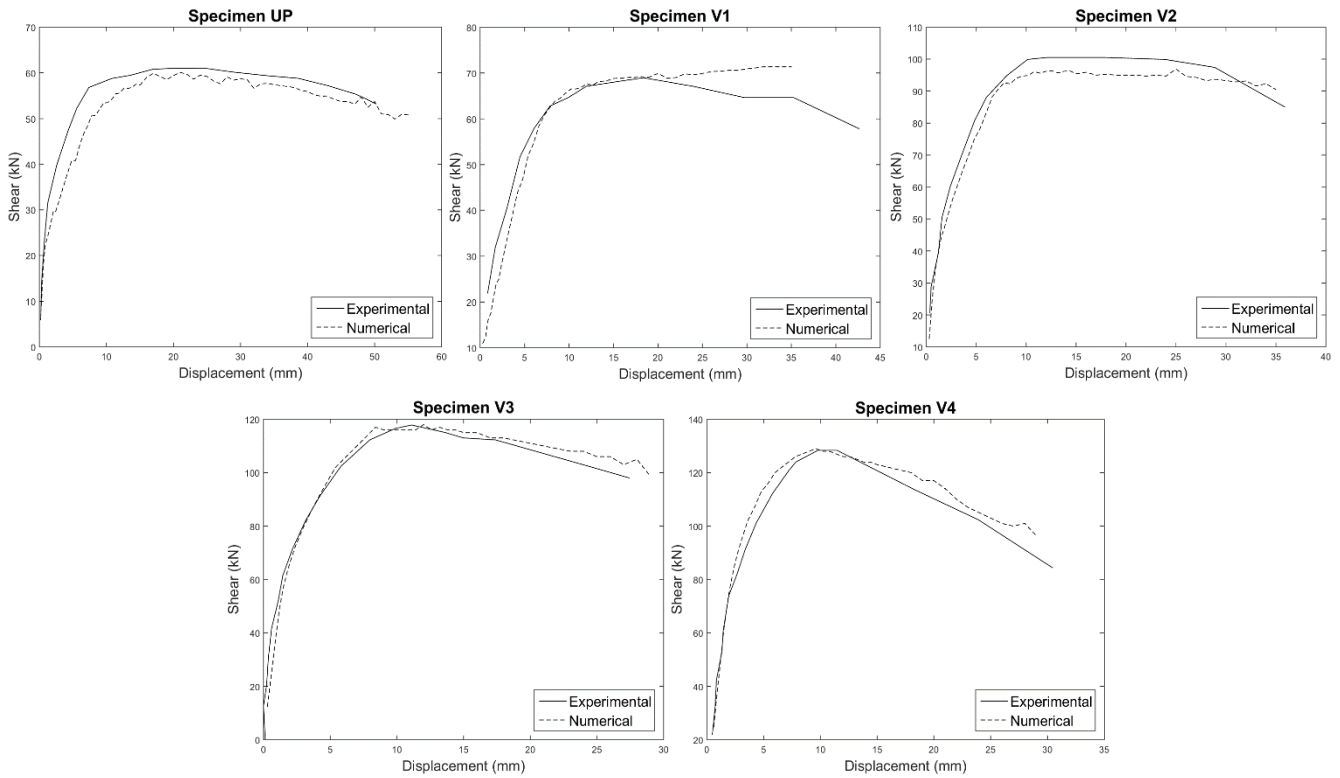 Specimen UP
70
60
50
40
30
20
10
0
Shear (kN)
0 10 20 30 40 50 60
Displacement (mm)
Experimental
Numerical
Specimen V1
80
70
60
50
40
30
20
10
Shear (kN)
0 5 10 15 20 25 30 35 40 45
Displacement (mm)
Experimental
Numerical
Specimen V2
110
100
90
80
70
60
50
40
30
20
10
Shear (kN)
0 5 10 15 20 25 30 35 40
Displacement (mm)
Experimental
Numerical
Specimen V3
120
100
80
60
40
20
0
Shear (kN)
0 5 10 15 20 25 30
Displacement (mm)
Experimental
Numerical
Specimen V4
140
120
100
80
60
40
20
Shear (kN)
0 5 10 15 20 25 30 35
Displacement (mm)
Experimental
Numerical